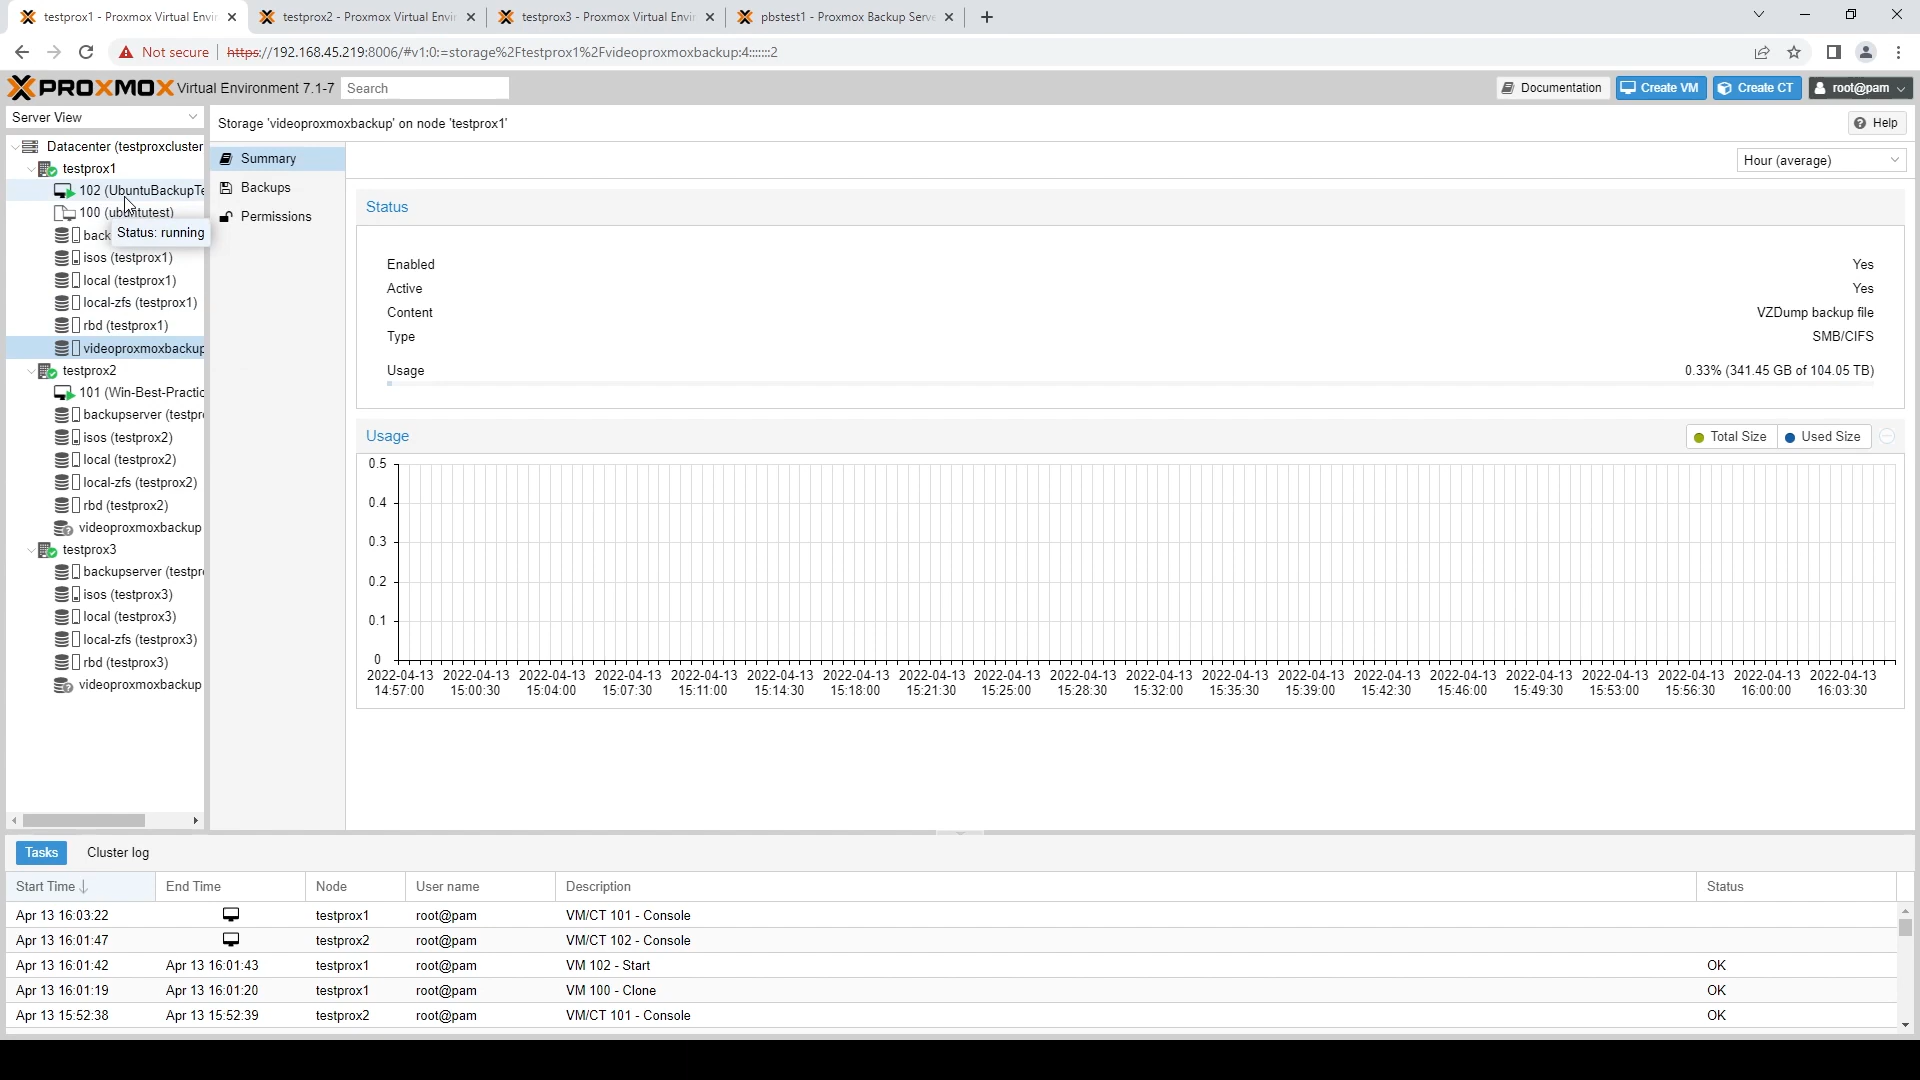 testprox1 - Proxmox Virtual Envir
testprox2 - Proxmox Virtual Envir
testprox3 - Proxmox Virtual Envir
pbstest1 - Proxmox Backup Serve
Not secure
https://192.168.45.219:8006/#v1:0:=storage%2Ftestprox1%2Fvideoproxmoxbackup:4:::::::2
PROXMOX Virtual Environment 7.1-7
Search
Documentation
Create VM
Create CT
root@pam
Server View
Storage 'videoproxmoxbackup' on node 'testprox1'
Help
Datacenter (testproxcluster
testprox1
102 (UbuntuBackupTe
100 (ubuntutest)
back
Status: running
isos (testprox1)
local (testprox1)
local-zfs (testprox1)
rbd (testprox1)
videoproxmoxbackup
testprox2
101 (Win-Best-Practic
backupserver (testpr
isos (testprox2)
local (testprox2)
local-zfs (testprox2)
rbd (testprox2)
videoproxmoxbackup
testprox3
backupserver (testpr
isos (testprox3)
local (testprox3)
local-zfs (testprox3)
rbd (testprox3)
videoproxmoxbackup
Summary
Backups
Permissions
Hour (average)
Status
Enabled Yes
Active Yes
Content VZDump backup file
Type SMB/CIFS
Usage 0.33% (341.45 GB of 104.05 TB)
Usage
Total Size
Used Size
0.5
0.4
0.3
0.2
0.1
0
2022-04-13 2022-04-13 2022-04-13 2022-04-13 2022-04-13 2022-04-13 2022-04-13 2022-04-13 2022-04-13 2022-04-13 2022-04-13 2022-04-13 2022-04-13 2022-04-13 2022-04-13 2022-04-13 2022-04-13 2022-04-13 2022-04-13 2022-04-13
14:57:00 15:00:30 15:04:00 15:07:30 15:11:00 15:14:30 15:18:00 15:21:30 15:25:00 15:28:30 15:32:00 15:35:30 15:39:00 15:42:30 15:46:00 15:49:30 15:53:00 15:56:30 16:00:00 16:03:30
Tasks
Cluster log
Start Time End Time Node User name Description Status
Apr 13 16:03:22 testprox1 root@pam VM/CT 101 - Console
Apr 13 16:01:47 testprox2 root@pam VM/CT 102 - Console
Apr 13 16:01:42 Apr 13 16:01:43 testprox1 root@pam VM 102 - Start OK
Apr 13 16:01:19 Apr 13 16:01:20 testprox1 root@pam VM 100 - Clone OK
Apr 13 15:52:38 Apr 13 15:52:39 testprox2 root@pam VM/CT 101 - Console OK